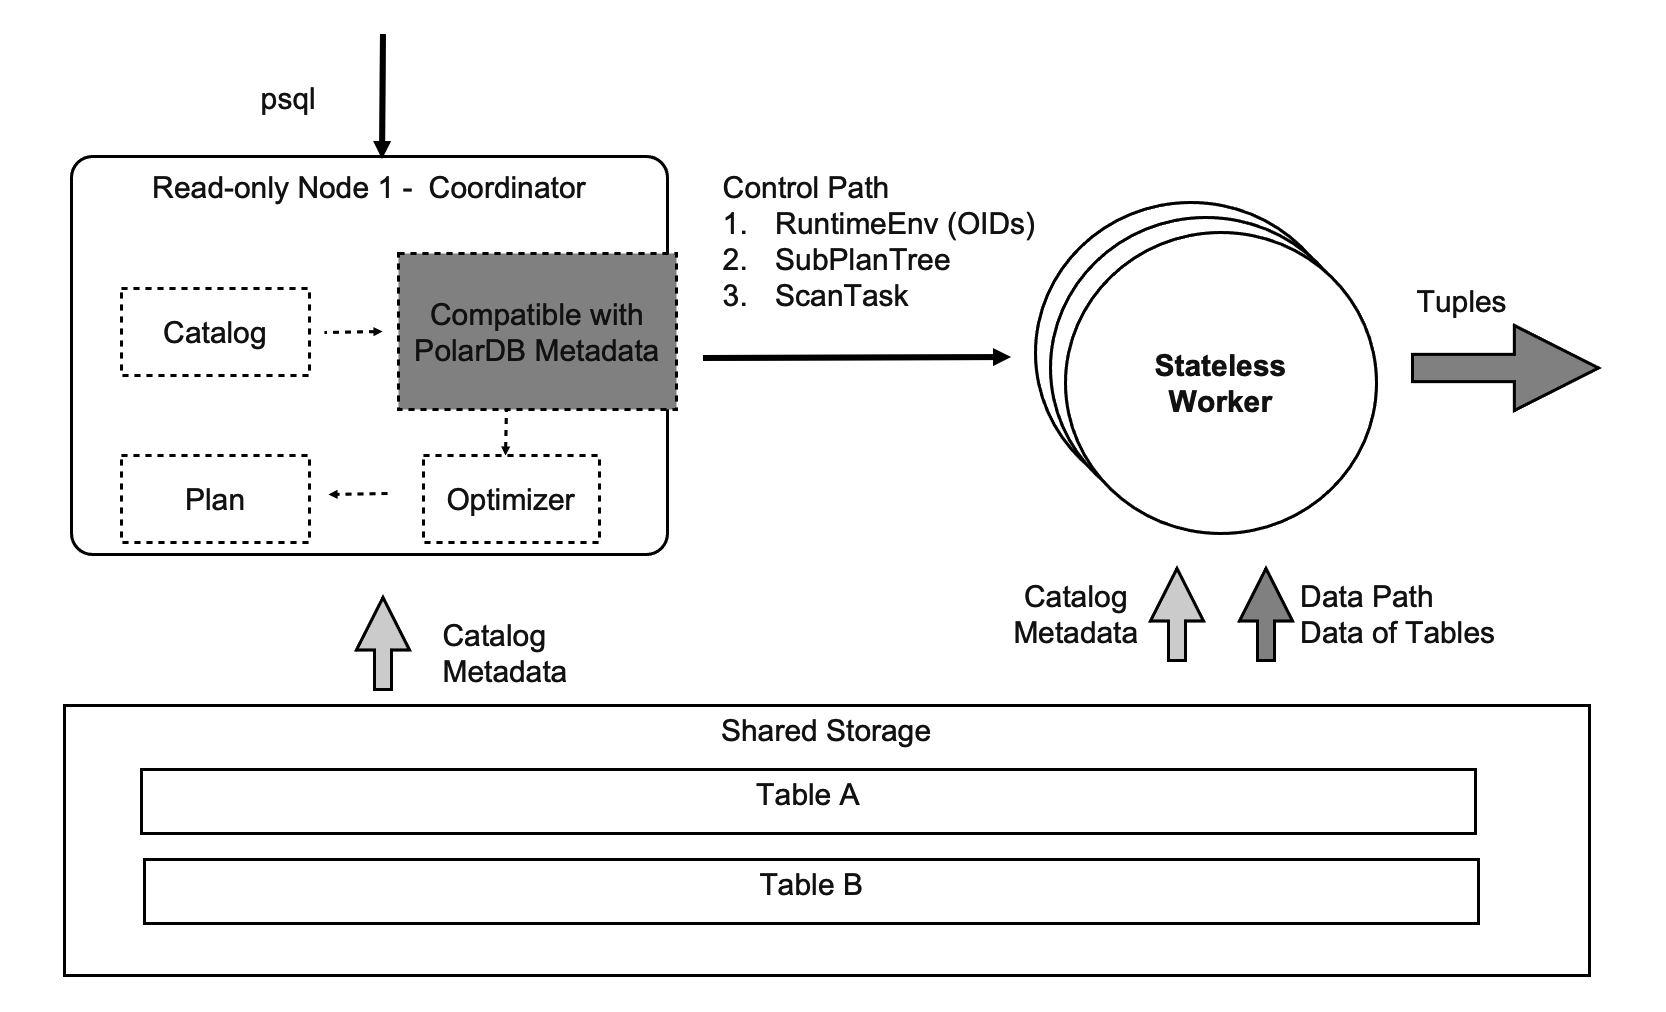 psql
Read-only Node 1 - Coordinator
Catalog
Compatible with
PolarDB Metadata
Plan
Optimizer
Control Path
1. RuntimeEnv (OIDs)
2. SubPlanTree
3. ScanTask
Stateless
Worker
Tuples
Catalog
Metadata
Catalog
Metadata
Data Path
Data of Tables
Shared Storage
Table A
Table B